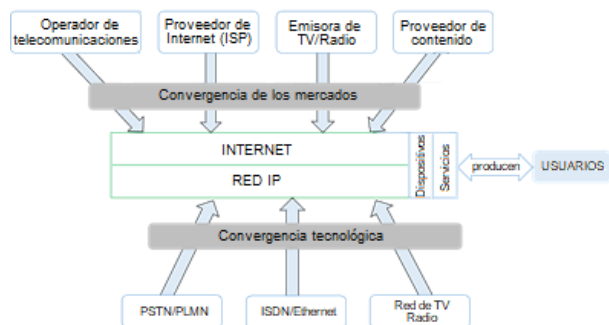 Operador de
telecomunicaciones
Proveedor de
Internet (ISP)
Emisora de
TV/Radio
Proveedor de
contenido
Convergencia de los mercados
INTERNET
RED IP
Dispositivos
Servicios
producen
USUARIOS
Convergencia tecnológica
PSTN/PLMN
ISDN/Ethernet
Red de TV
Radio